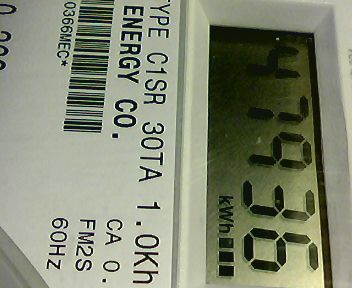 47936
kWh
TYPE C1SR 30TA 1.0Kh
ENERGY CO.
CA 0.
FM2S
60HZ
0366MEC*